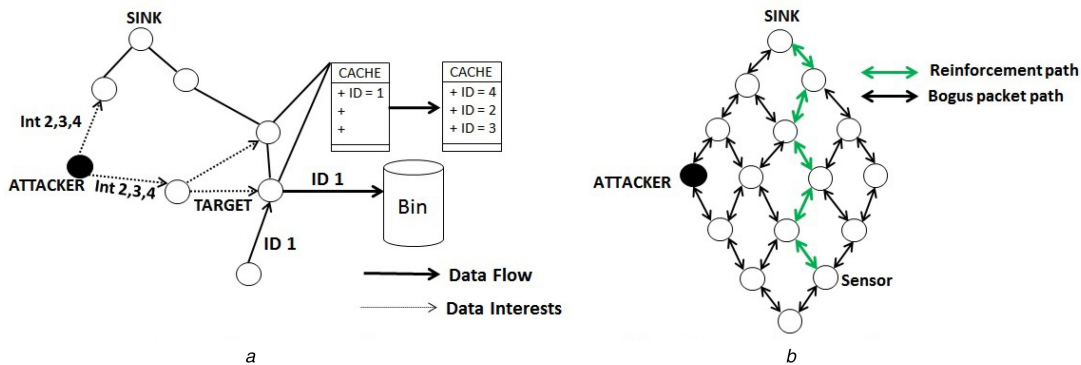 SINK
CACHE
+ ID = 1
+
+
CACHE
+ ID = 4
+ ID = 2
+ ID = 3
Int 2,3,4
ATTACKER
Int 2,3,4
TARGET
ID 1
Bin
ID 1
Data Flow
Data Interests
a
SINK
Reinforcement path
Bogus packet path
ATTACKER
Sensor
b